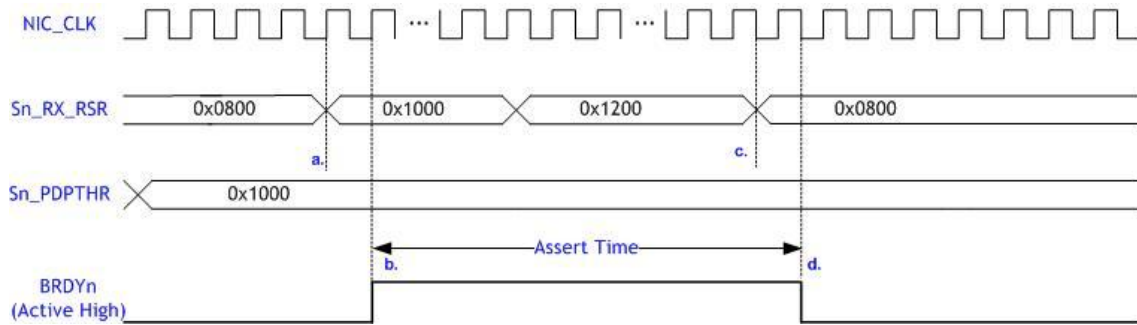 NIC_CLK ... ...
Sn_RX_RSR 0x0800 0x1000 0x1200 0x0800
a. c.
Sn_PDPTHR 0x1000
Assert Time
b. d.
BRDYn
(Active High)